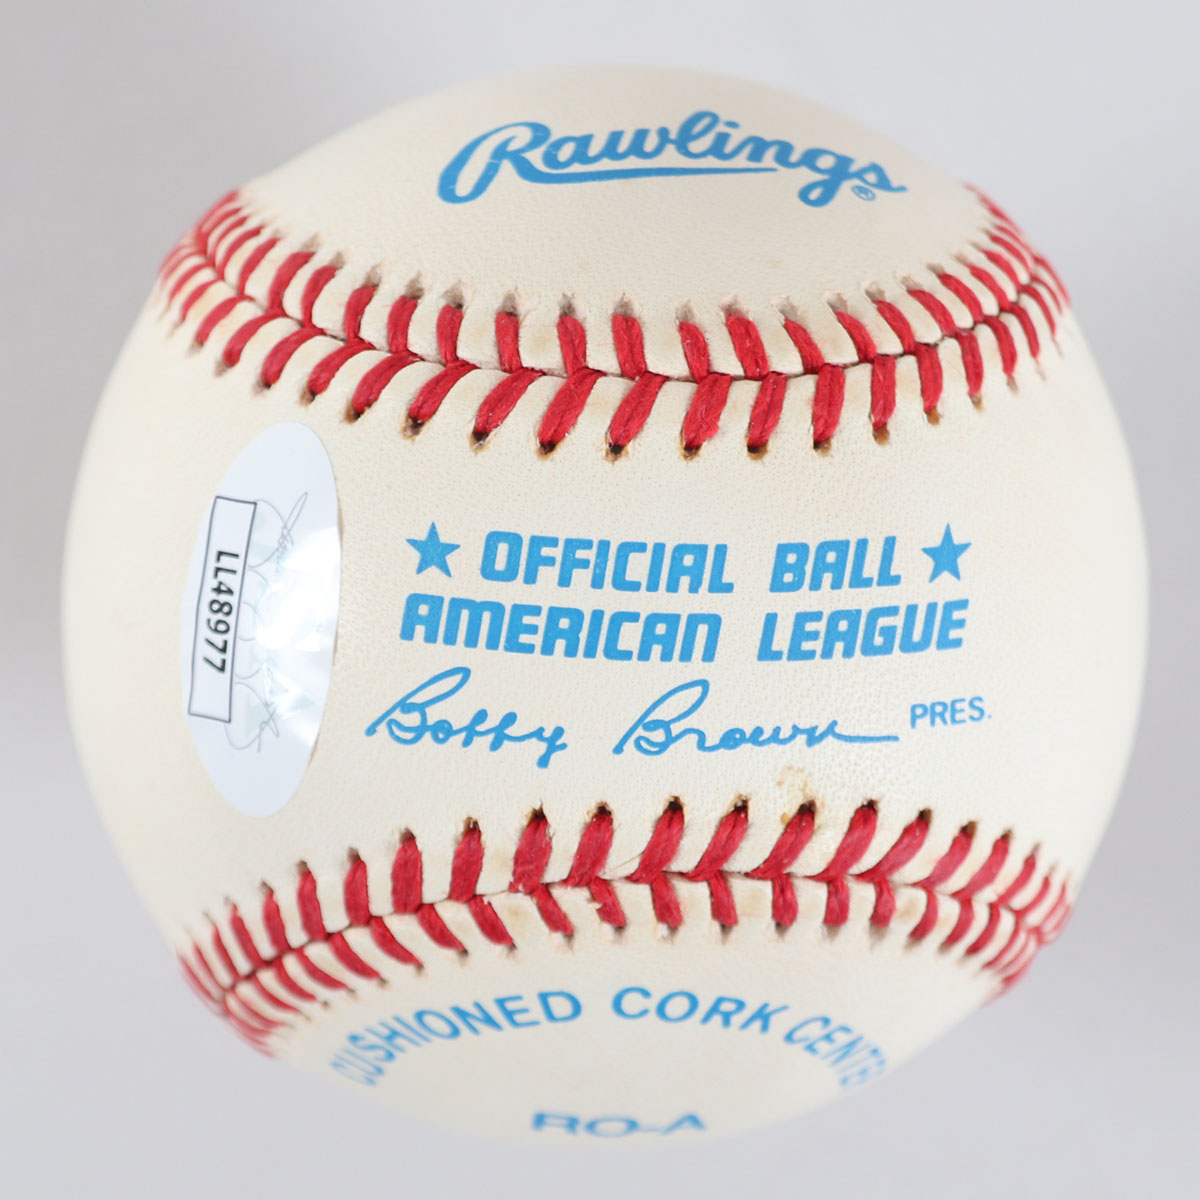 Rawlings®
★ OFFICIAL BALL ★
AMERICAN LEAGUE
Bobby Brown PRES.
LL48977
CUSHIONED CORK CENTER
RO-A